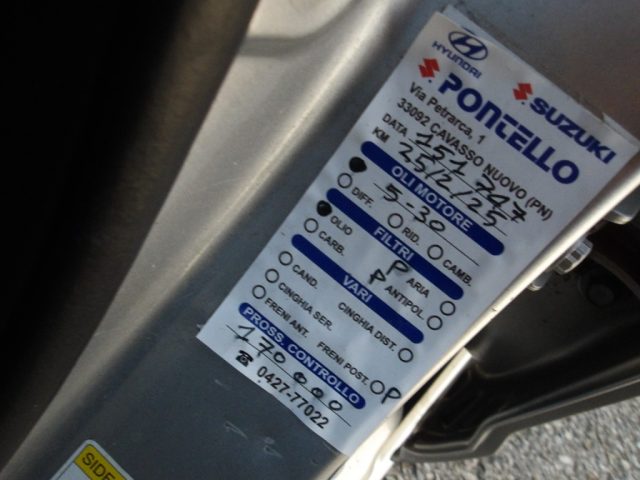 HYUNDAI
SUZUKI
PONTELLO
Via Petrarca, 1
33092 CAVASSO NUOVO (PN)
DATA 151.747
KM 25/2/25
OLI MOTORE
5-30
DIFF. RID. CAMB.
FILTRI
OLIO P ARIA
CARB. P ANTIPOL.
VARI
CAND. CINGHIA DIST.
CINGHIA SER.
FRENI ANT. FRENI POST. P
PROSS. CONTROLLO
170000
☎ 0427-77022
SIDE